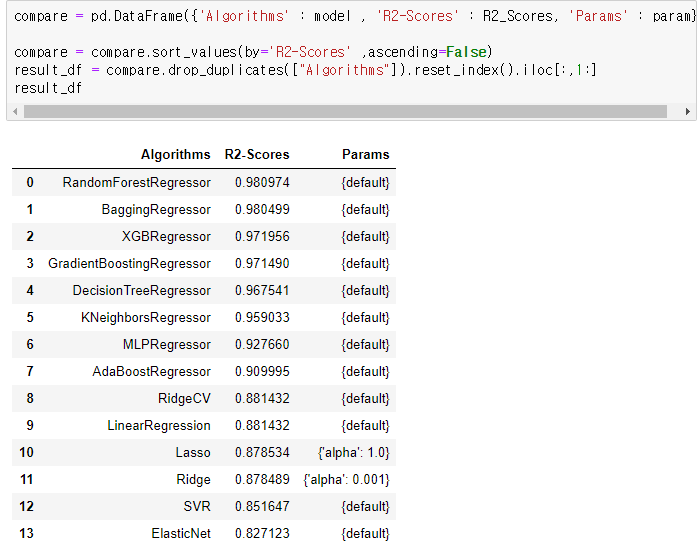 compare = pd.DataFrame({'Algorithms' : model , 'R2-Scores' : R2_Scores, 'Params' : param}
compare = compare.sort_values(by='R2-Scores' ,ascending=False)
result_df = compare.drop_duplicates(["Algorithms"]).reset_index().iloc[:,1:]
result_df
Algorithms R2-Scores Params
0 RandomForestRegressor 0.980974 {default}
1 BaggingRegressor 0.980499 {default}
2 XGBRegressor 0.971956 {default}
3 GradientBoostingRegressor 0.971490 {default}
4 DecisionTreeRegressor 0.967541 {default}
5 KNeighborsRegressor 0.959033 {default}
6 MLPRegressor 0.927660 {default}
7 AdaBoostRegressor 0.909995 {default}
8 RidgeCV 0.881432 {default}
9 LinearRegression 0.881432 {default}
10 Lasso 0.878534 {'alpha': 1.0}
11 Ridge 0.878489 {'alpha': 0.001}
12 SVR 0.851647 {default}
13 ElasticNet 0.827123 {default}